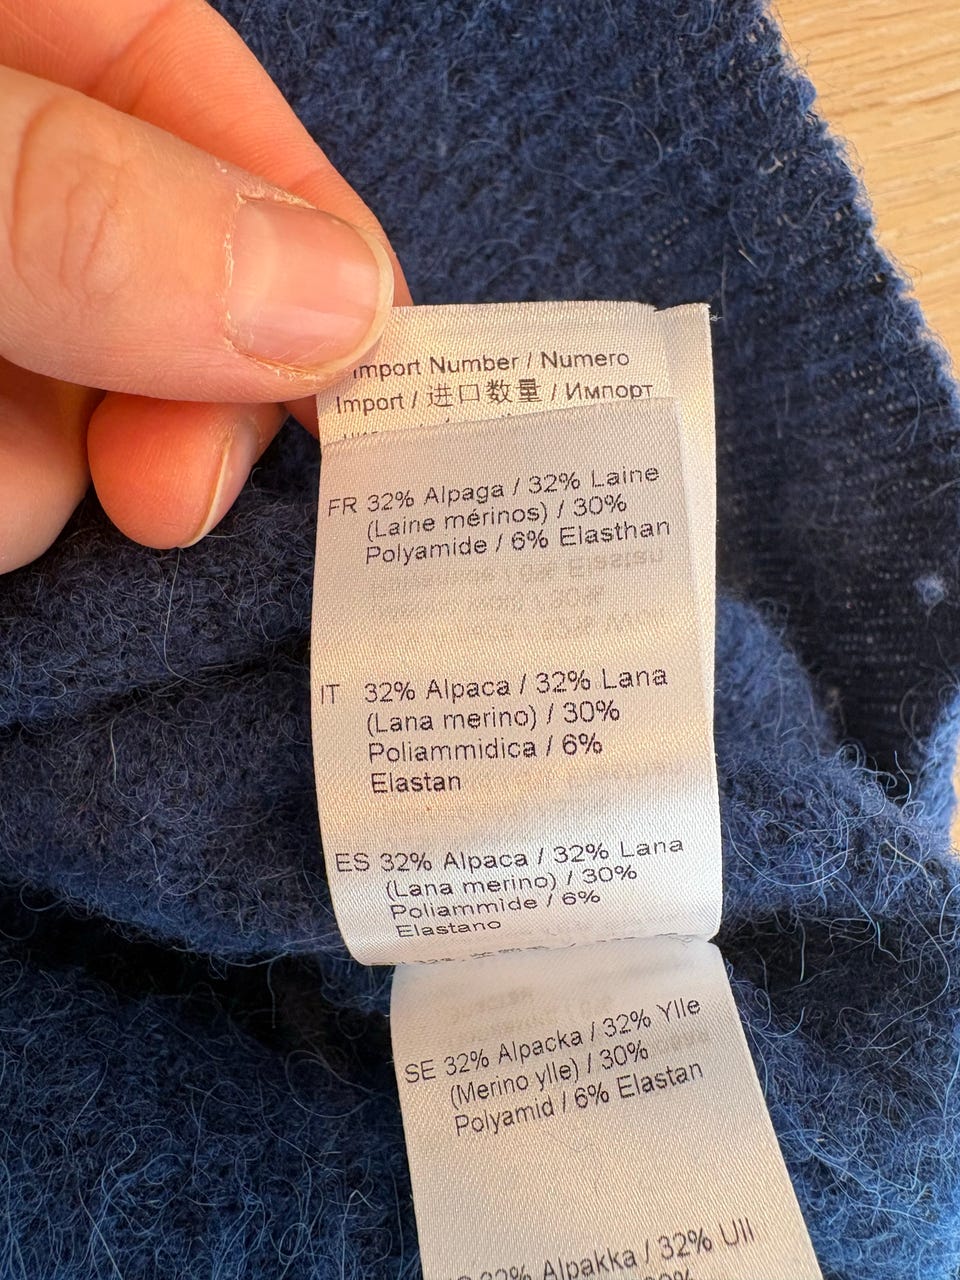 Import Number / Numero
Import / 进口数量 / Импорт
FR 32% Alpaga / 32% Laine
(Laine mérinos) / 30%
Polyamide / 6% Elasthan
IT 32% Alpaca / 32% Lana
(Lana merino) / 30%
Poliammidica / 6%
Elastan
ES 32% Alpaca / 32% Lana
(Lana merino) / 30%
Poliammide / 6%
Elastano
SE 32% Alpacka / 32% Ylle
(Merino ylle) / 30%
Polyamid / 6% Elastan
32% Alpakka / 32% Ull